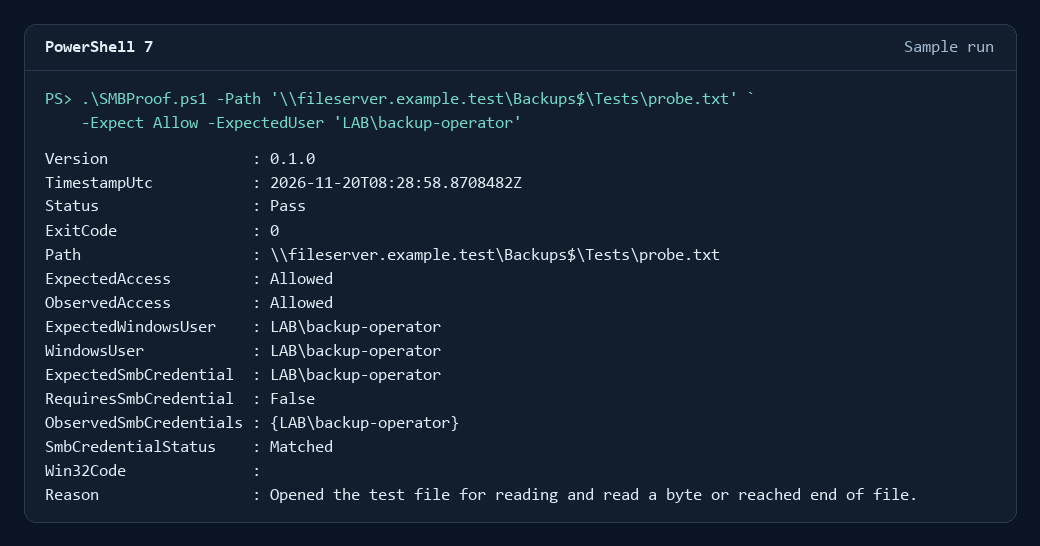 PowerShell 7
Sample run
PS> .\SMBProof.ps1 -Path '\\fileserver.example.test\Backups$\Tests\probe.txt' `
    -Expect Allow -ExpectedUser 'LAB\backup-operator'
Version                : 0.1.0
TimestampUtc           : 2026-11-20T08:28:58.8708482Z
Status                 : Pass
ExitCode               : 0
Path                   : \\fileserver.example.test\Backups$\Tests\probe.txt
ExpectedAccess         : Allowed
ObservedAccess         : Allowed
ExpectedWindowsUser    : LAB\backup-operator
WindowsUser            : LAB\backup-operator
ExpectedSmbCredential  : LAB\backup-operator
RequiresSmbCredential  : False
ObservedSmbCredentials : {LAB\backup-operator}
SmbCredentialStatus    : Matched
Win32Code              :
Reason                 : Opened the test file for reading and read a byte or reached end of file.